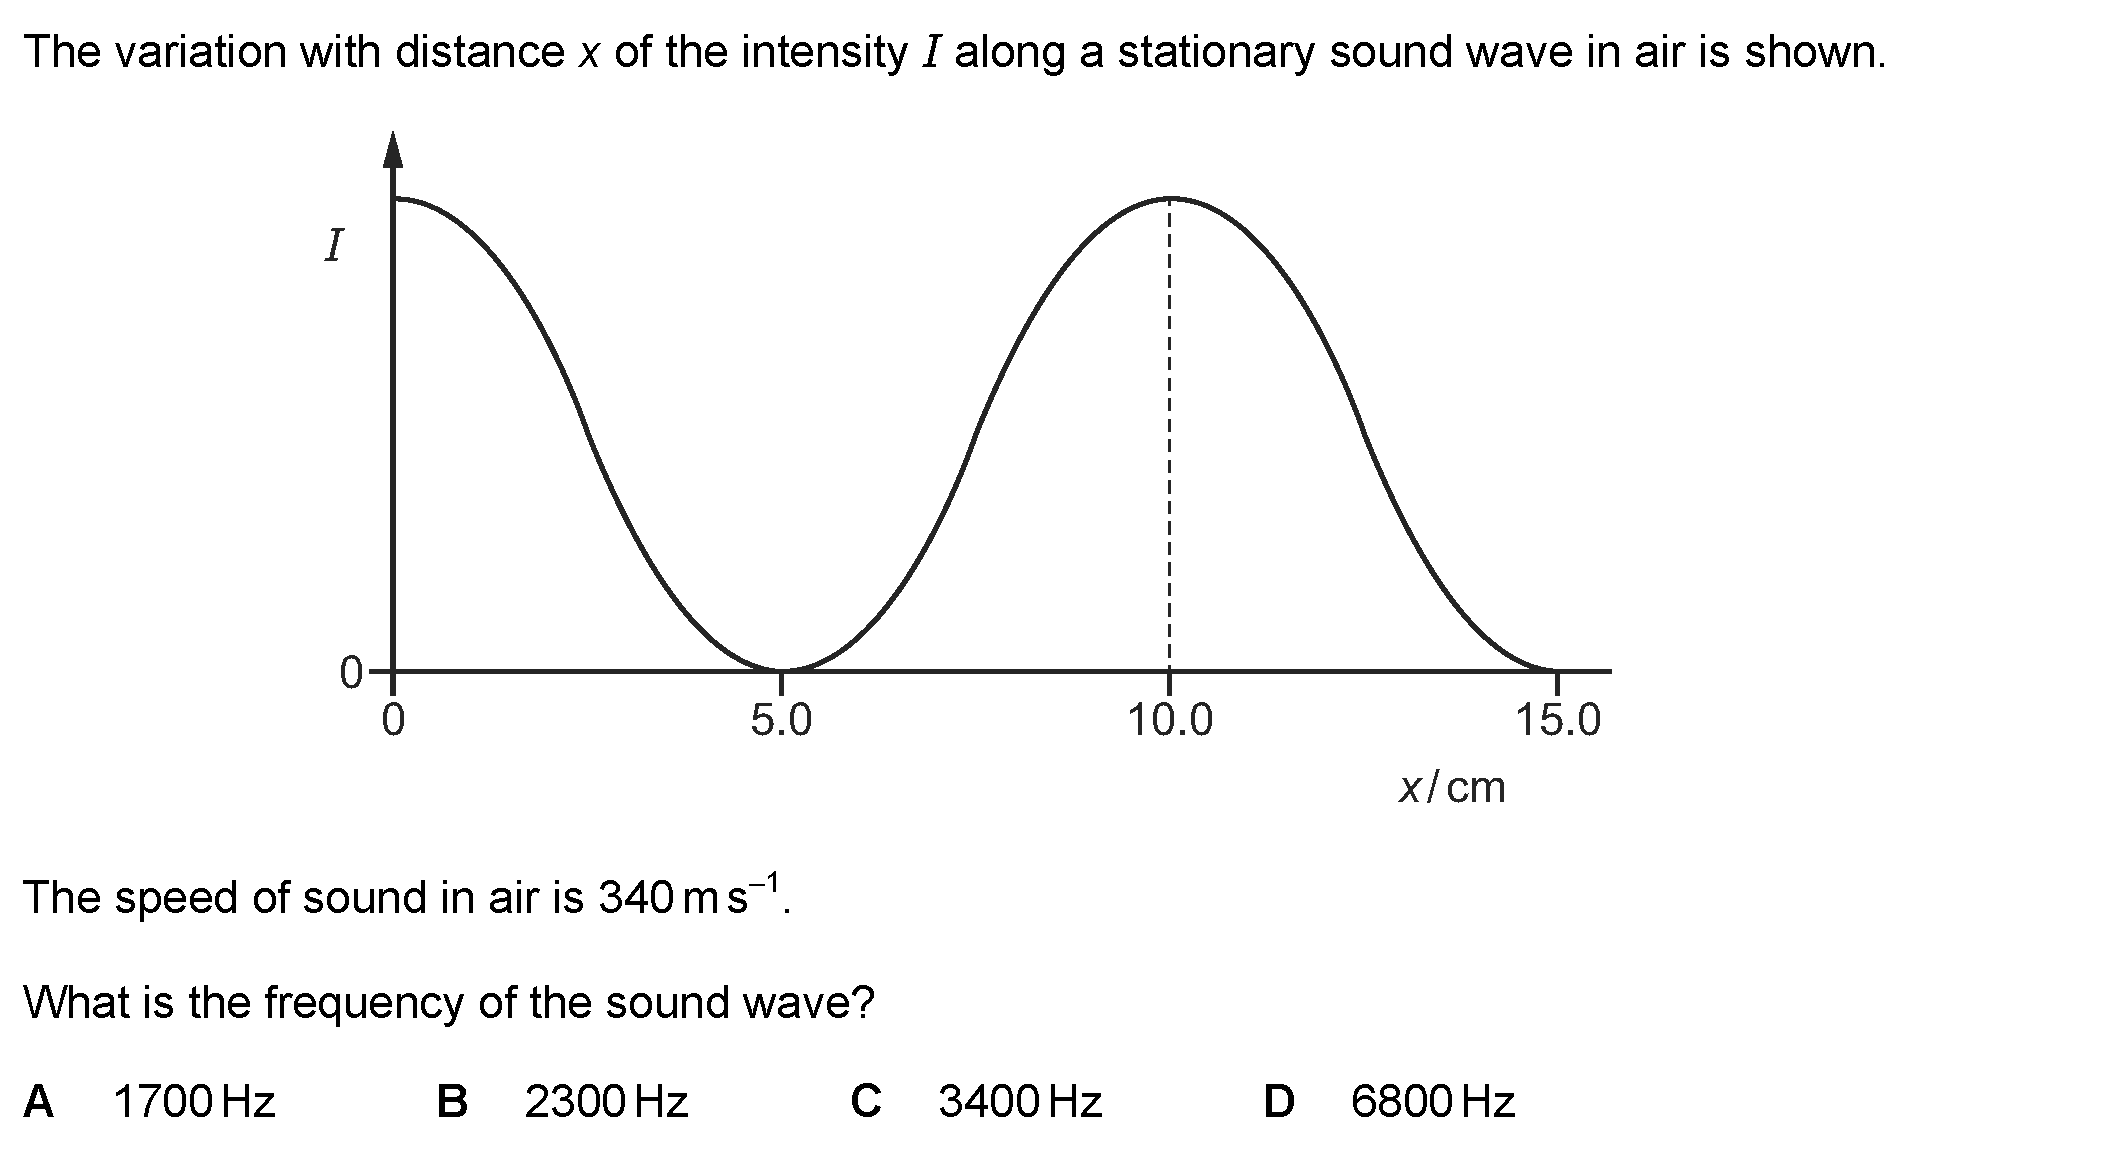 The variation with distance x of the intensity I along a stationary sound wave in air is shown.
I
0
0 5.0 10.0 15.0
x / cm
The speed of sound in air is 340 m s⁻¹.
What is the frequency of the sound wave?
A 1700 Hz B 2300 Hz C 3400 Hz D 6800 Hz